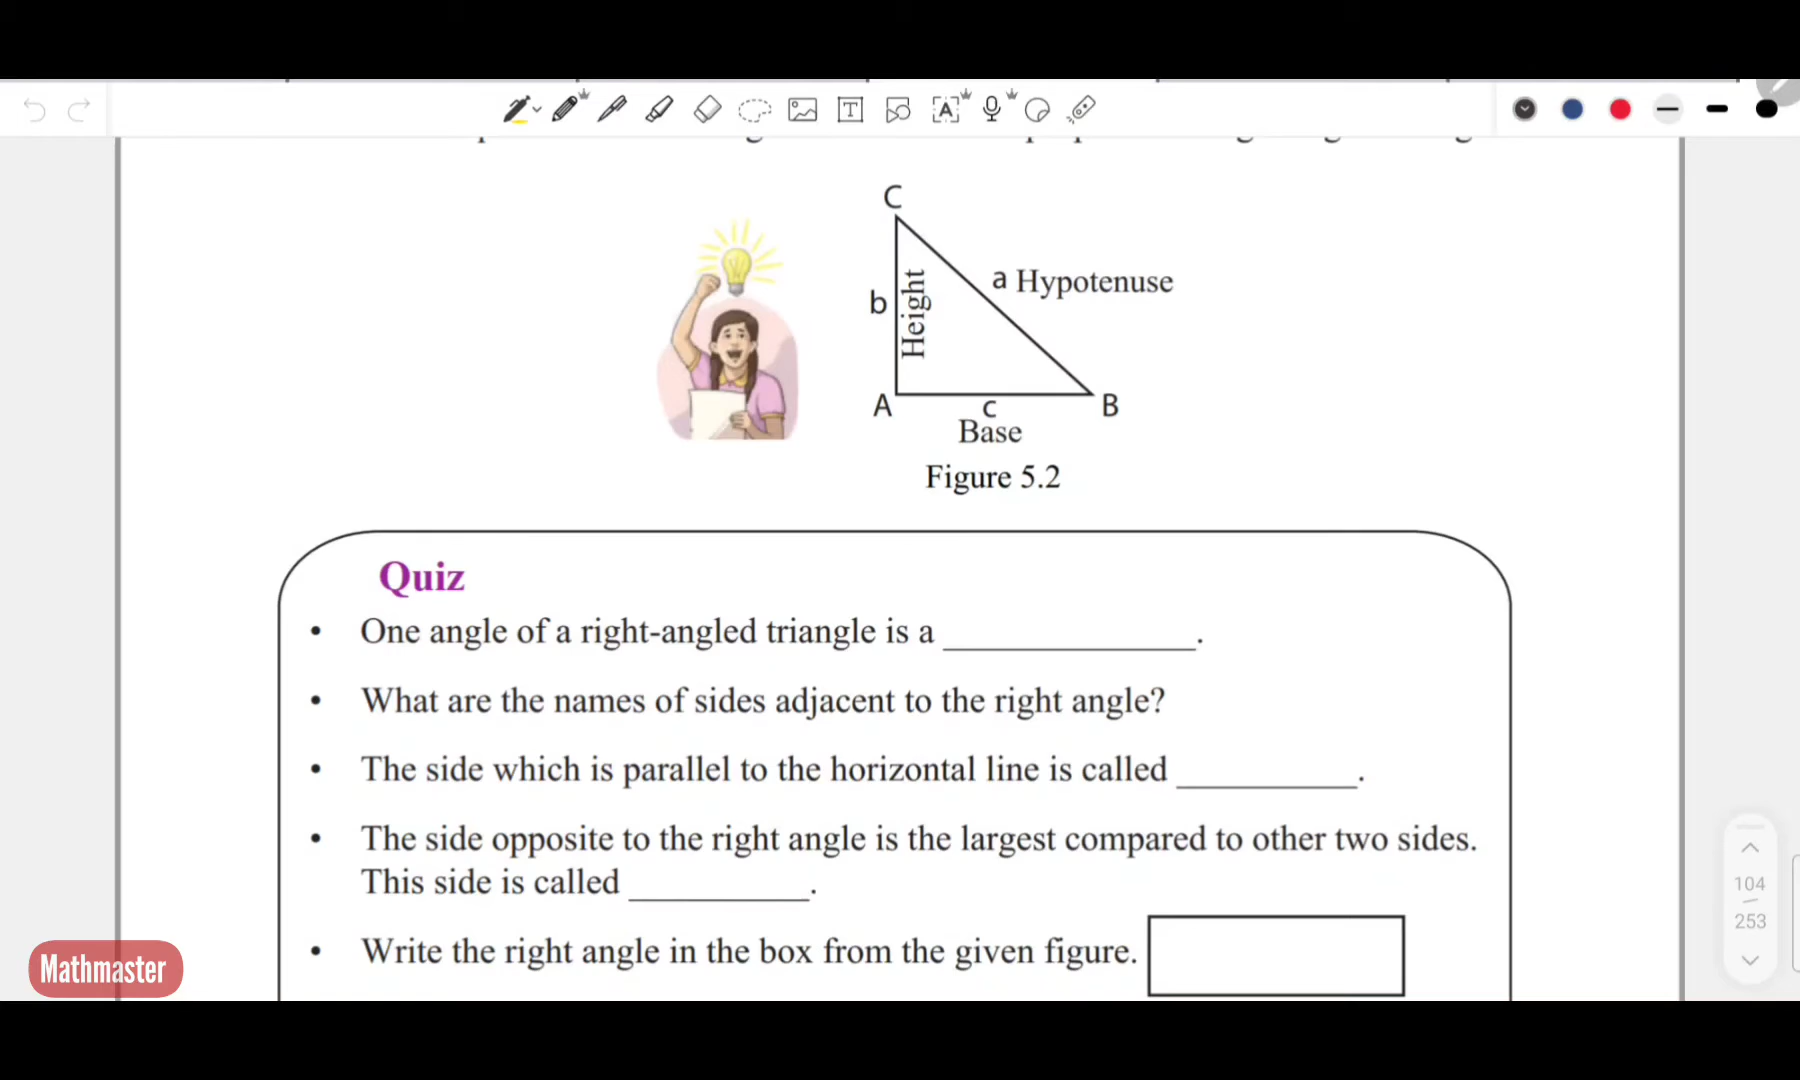 C
a Hypotenuse
b
Height
A
c
B
Base
Figure 5.2
Quiz
• One angle of a right-angled triangle is a ______________.
• What are the names of sides adjacent to the right angle?
• The side which is parallel to the horizontal line is called __________.
• The side opposite to the right angle is the largest compared to other two sides.
This side is called __________.
• Write the right angle in the box from the given figure.
104
253
Mathmaster